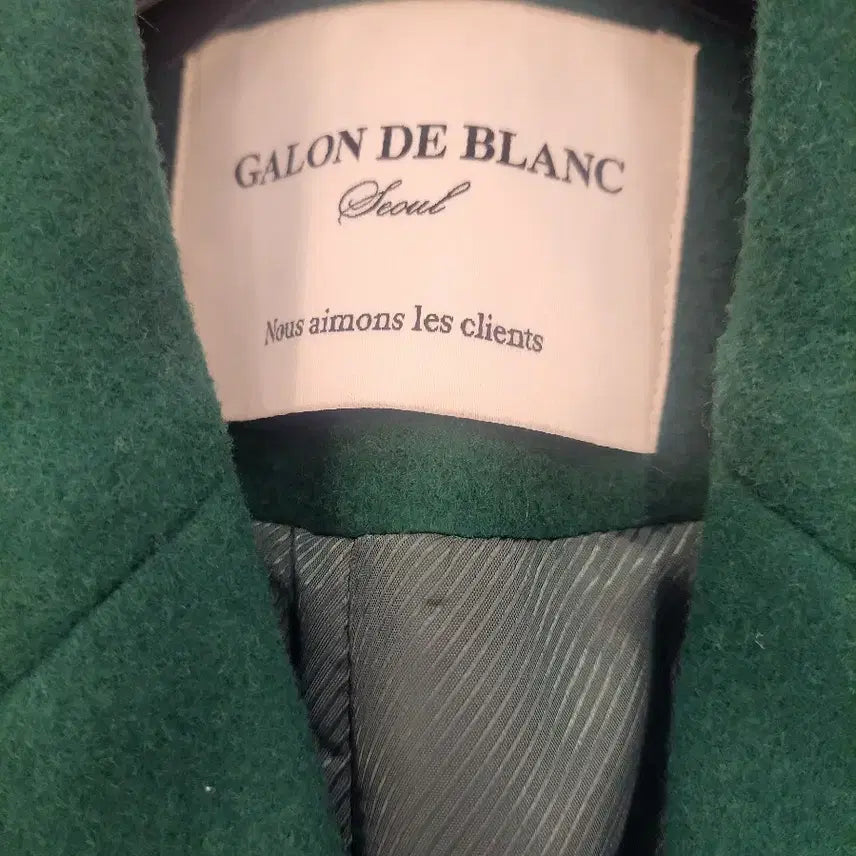 GALON DE BLANC
Seoul
Nous aimons les clients